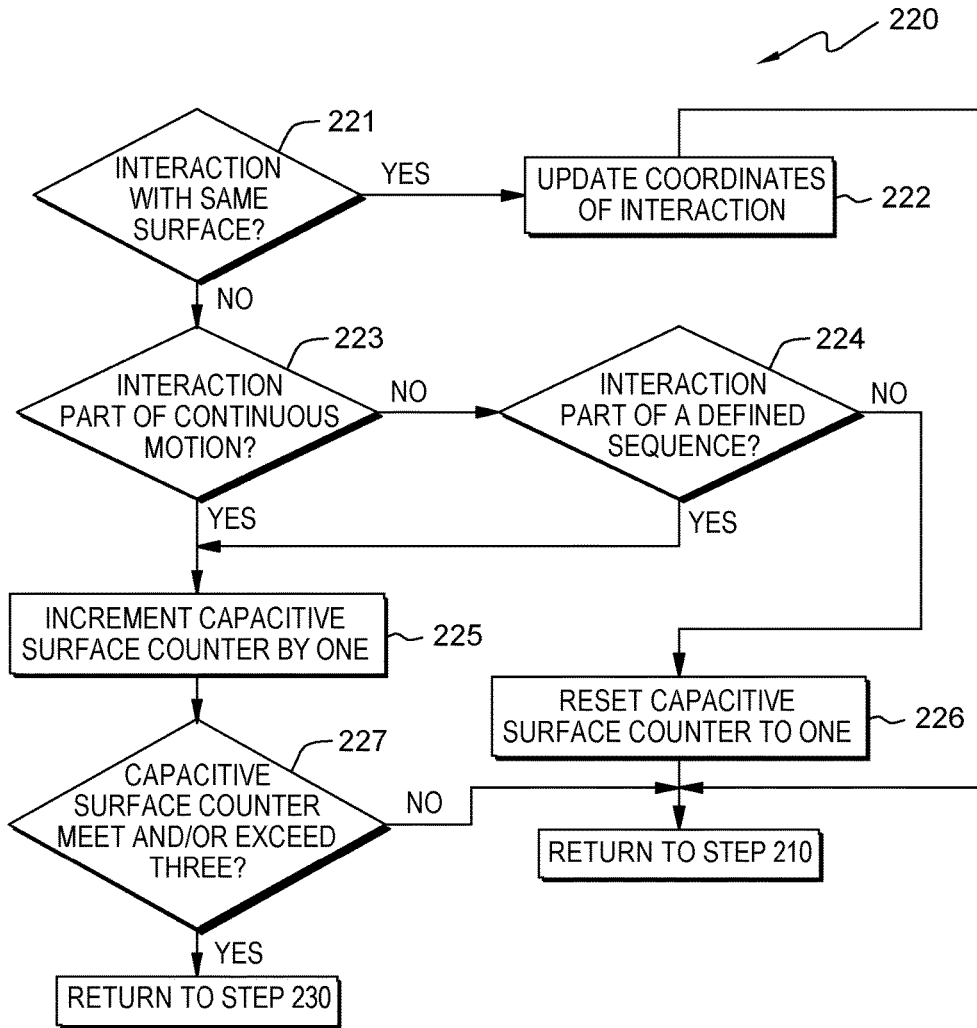 220
221
INTERACTION
WITH SAME
SURFACE?
YES
UPDATE COORDINATES
OF INTERACTION
222
NO
223
INTERACTION
PART OF CONTINUOUS
MOTION?
NO
224
INTERACTION
PART OF A DEFINED
SEQUENCE?
NO
YES
YES
INCREMENT CAPACITIVE
SURFACE COUNTER BY ONE
225
RESET CAPACITIVE
SURFACE COUNTER TO ONE
226
227
CAPACITIVE
SURFACE COUNTER
MEET AND/OR EXCEED
THREE?
NO
RETURN TO STEP 210
YES
RETURN TO STEP 230